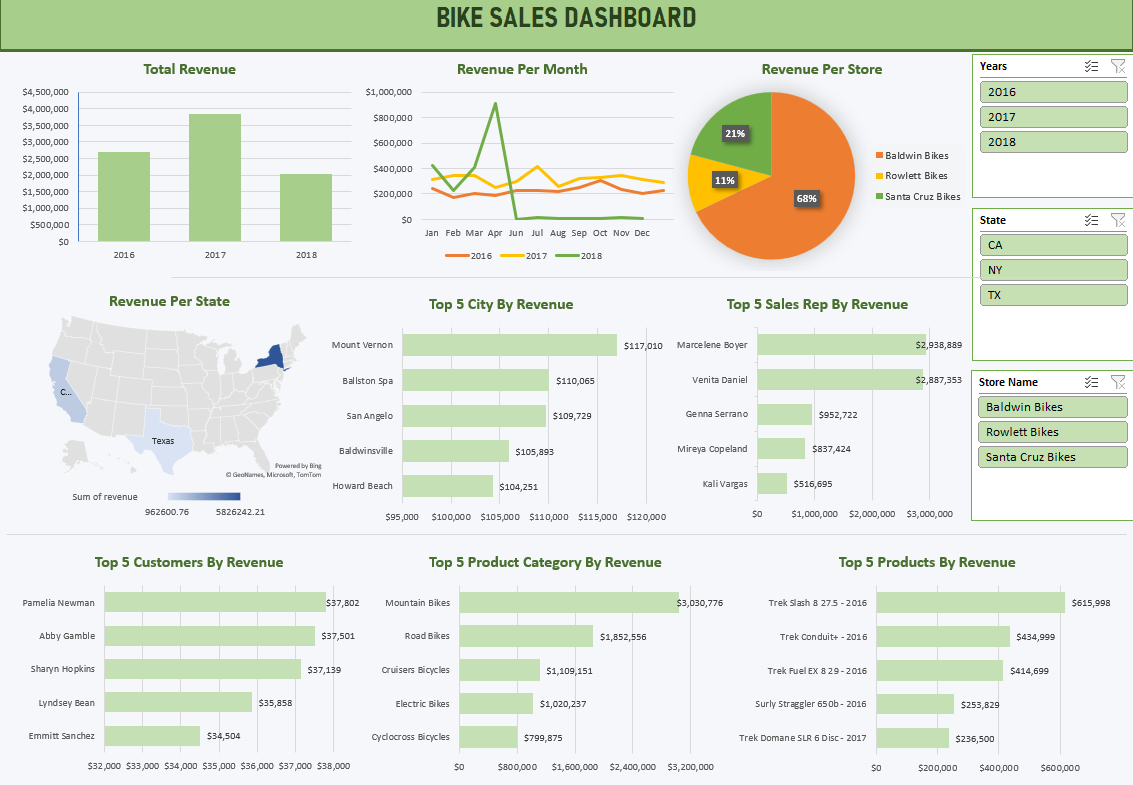 BIKE SALES DASHBOARD
Total Revenue
$4,500,000
$4,000,000
$3,500,000
$3,000,000
$2,500,000
$2,000,000
$1,500,000
$1,000,000
$500,000
$0
2016 2017 2018
Revenue Per Month
$1,000,000
$800,000
$600,000
$400,000
$200,000
$0
Jan Feb Mar Apr Jun Jul Aug Sep Oct Nov Dec
2016 2017 2018
Revenue Per Store
21%
11%
68%
Baldwin Bikes
Rowlett Bikes
Santa Cruz Bikes
Years
2016
2017
2018
State
CA
NY
TX
Store Name
Baldwin Bikes
Rowlett Bikes
Santa Cruz Bikes
Revenue Per State
C...
Texas
Powered by Bing
© GeoNames, Microsoft, TomTom
Sum of revenue
962600.76 5826242.21
Top 5 City By Revenue
Mount Vernon $117,010
Ballston Spa $110,065
San Angelo $109,729
Baldwinsville $105,893
Howard Beach $104,251
$95,000 $100,000 $105,000 $110,000 $115,000 $120,000
Top 5 Sales Rep By Revenue
Marcelene Boyer $2,938,889
Venita Daniel $2,887,353
Genna Serrano $952,722
Mireya Copeland $837,424
Kali Vargas $516,695
$0 $1,000,000 $2,000,000 $3,000,000
Top 5 Customers By Revenue
Pamelia Newman $37,802
Abby Gamble $37,501
Sharyn Hopkins $37,139
Lyndsey Bean $35,858
Emmitt Sanchez $34,504
$32,000 $33,000 $34,000 $35,000 $36,000 $37,000 $38,000
Top 5 Product Category By Revenue
Mountain Bikes $3,030,776
Road Bikes $1,852,556
Cruisers Bicycles $1,109,151
Electric Bikes $1,020,237
Cyclocross Bicycles $799,875
$0 $800,000 $1,600,000 $2,400,000 $3,200,000
Top 5 Products By Revenue
Trek Slash 8 27.5 - 2016 $615,998
Trek Conduit+ - 2016 $434,999
Trek Fuel EX 8 29 - 2016 $414,699
Surly Straggler 650b - 2016 $253,829
Trek Domane SLR 6 Disc - 2017 $236,500
$0 $200,000 $400,000 $600,000